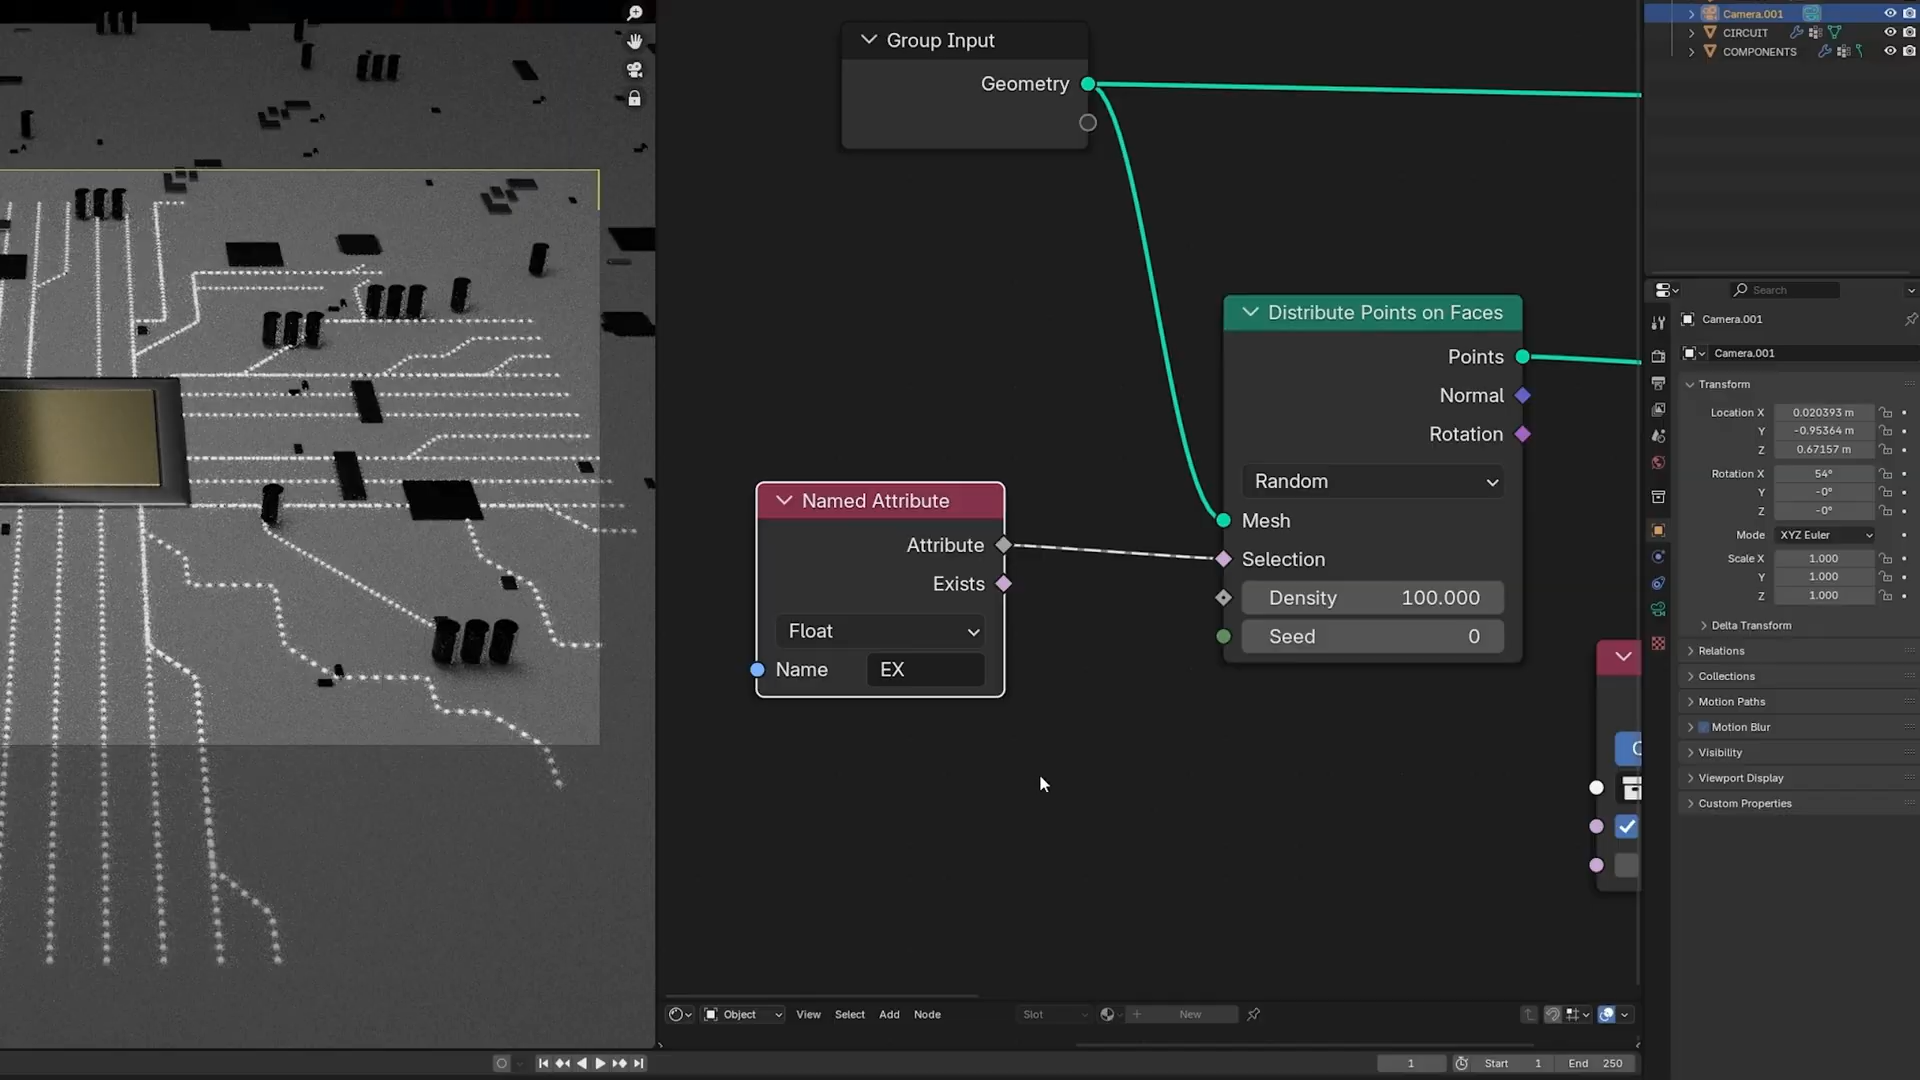 Group Input
Geometry
Distribute Points on Faces
Points
Normal
Rotation
Random
Mesh
Selection
Density 100.000
Seed 0
Named Attribute
Attribute
Exists
Float
Name EX
Object View Select Add Node Slot New
1 Start 1 End 250
Camera.001
CIRCUIT
COMPONENTS
Search
Camera.001
Camera.001
Transform
Location X 0.020393 m
Y -0.95364 m
Z 0.67157 m
Rotation X 54°
Y -0°
Z -0°
Mode XYZ Euler
Scale X 1.000
Y 1.000
Z 1.000
Delta Transform
Relations
Collections
Motion Paths
Motion Blur
Visibility
Viewport Display
Custom Properties